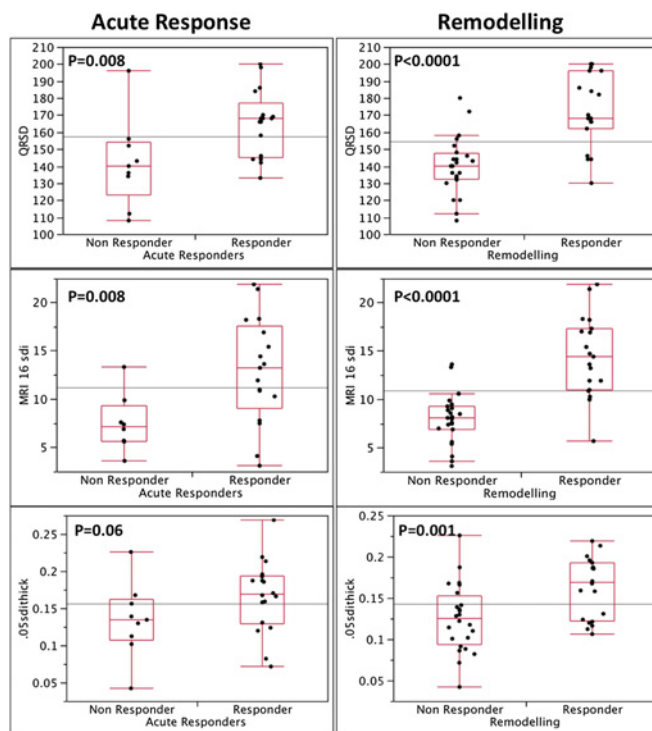 Acute Response
Remodelling
P=0.008
210
200
190
180
170
160
150
140
130
120
110
100
QRSD
Non Responder Responder
Acute Responders
P<0.0001
210
200
190
180
170
160
150
140
130
120
110
100
QRSD
Non Responder Responder
Remodelling
P=0.008
20
15
10
5
MRI 16 sdi
Non Responder Responder
Acute Responders
P<0.0001
20
15
10
5
MRI 16 sdi
Non Responder Responder
Remodelling
P=0.06
0.25
0.2
0.15
0.1
0.05
.05sdithick
Non Responder Responder
Acute Responders
P=0.001
0.25
0.2
0.15
0.1
0.05
.05sdithick
Non Responder Responder
Remodelling